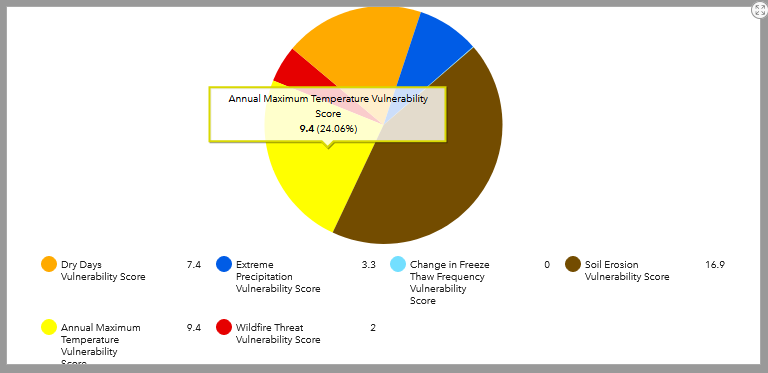 Annual Maximum Temperature Vulnerability
Score
9.4 (24.06%)
Dry Days
Vulnerability Score
7.4
Extreme
Precipitation
Vulnerability Score
3.3
Change in Freeze
Thaw Frequency
Vulnerability
Score
0
Soil Erosion
Vulnerability Score
16.9
Annual Maximum
Temperature
Vulnerability
Score
9.4
Wildfire Threat
Vulnerability Score
2